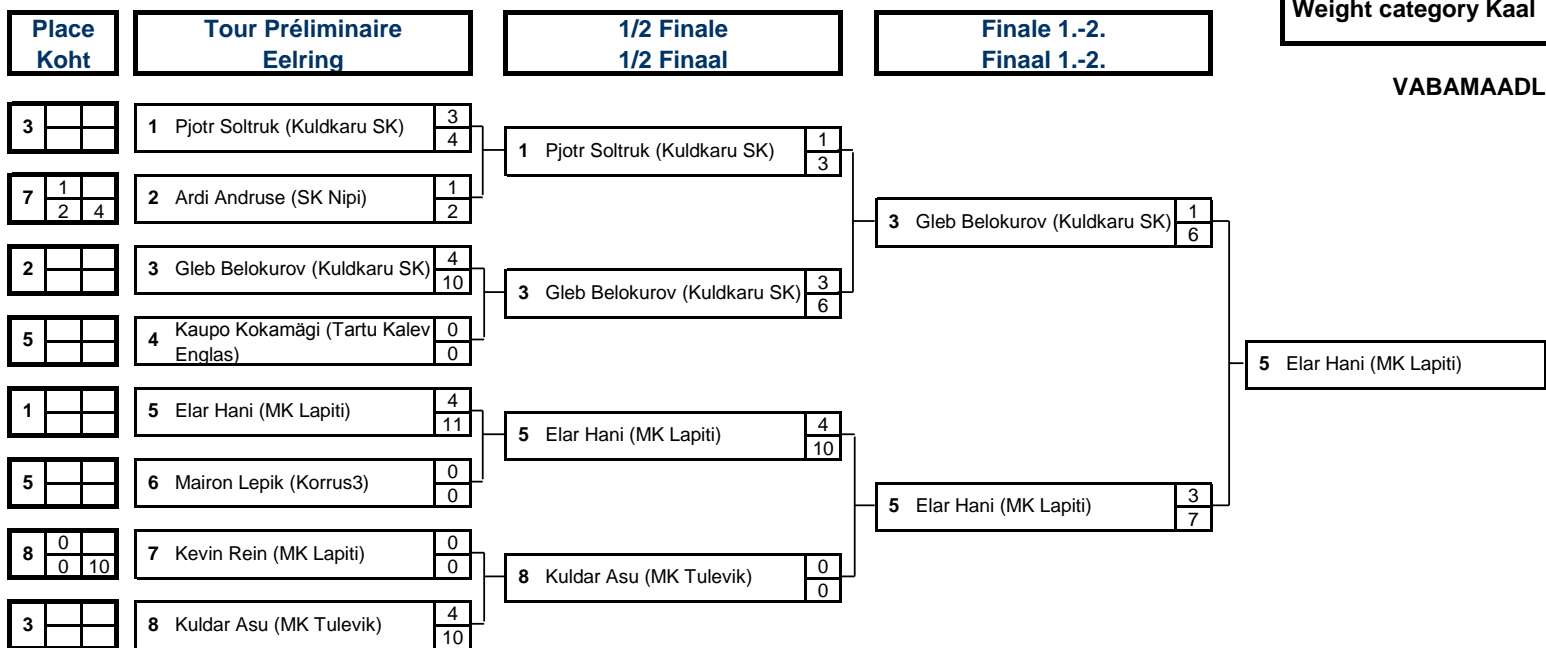 Place
Koht
Tour Préliminaire
Eelring
1/2 Finale
1/2 Finaal
Finale 1.-2.
Finaal 1.-2.
Weight category Kaal
VABAMAADL
3
1 Pjotr Soltruk (Kuldkaru SK) 3
4
7 1
2 4
2 Ardi Andruse (SK Nipi) 1
2
1 Pjotr Soltruk (Kuldkaru SK) 1
3
2
3 Gleb Belokurov (Kuldkaru SK) 4
10
5
4 Kaupo Kokamägi (Tartu Kalev
Englas) 0
0
3 Gleb Belokurov (Kuldkaru SK) 3
6
3 Gleb Belokurov (Kuldkaru SK) 1
6
1
5 Elar Hani (MK Lapiti) 4
11
5
6 Mairon Lepik (Korrus3) 0
0
5 Elar Hani (MK Lapiti) 4
10
8 0
0 10
7 Kevin Rein (MK Lapiti) 0
0
3
8 Kuldar Asu (MK Tulevik) 4
10
8 Kuldar Asu (MK Tulevik) 0
0
5 Elar Hani (MK Lapiti) 3
7
5 Elar Hani (MK Lapiti)